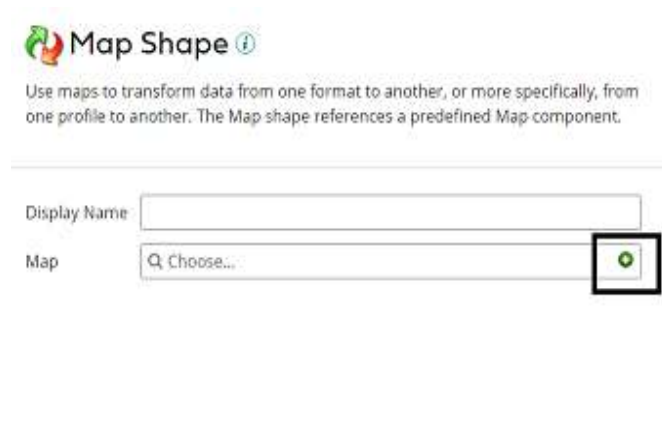 Map Shape
Use maps to transform data from one format to another, or more specifically, from
one profile to another. The Map shape references a predefined Map component.
Display Name
Map
Choose...